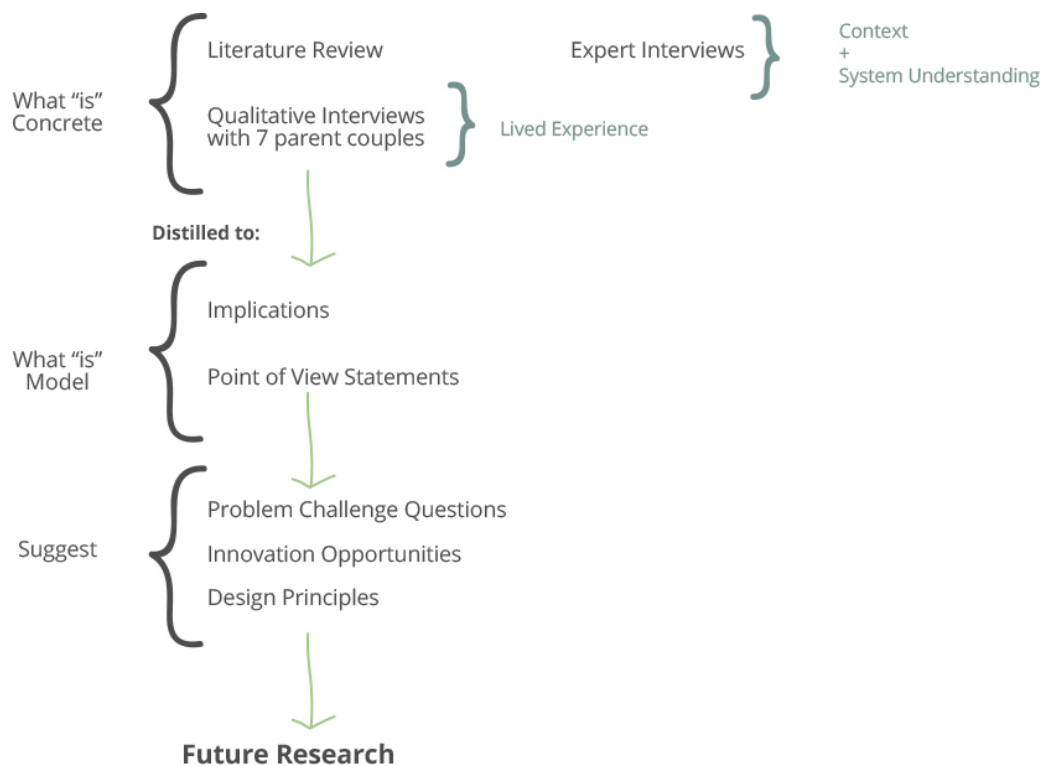 Literature Review
Expert Interviews
Context
+
System Understanding
What “is”
Concrete
Qualitative Interviews
with 7 parent couples
Lived Experience
Distilled to:
Implications
What “is”
Model
Point of View Statements
Problem Challenge Questions
Suggest
Innovation Opportunities
Design Principles
Future Research